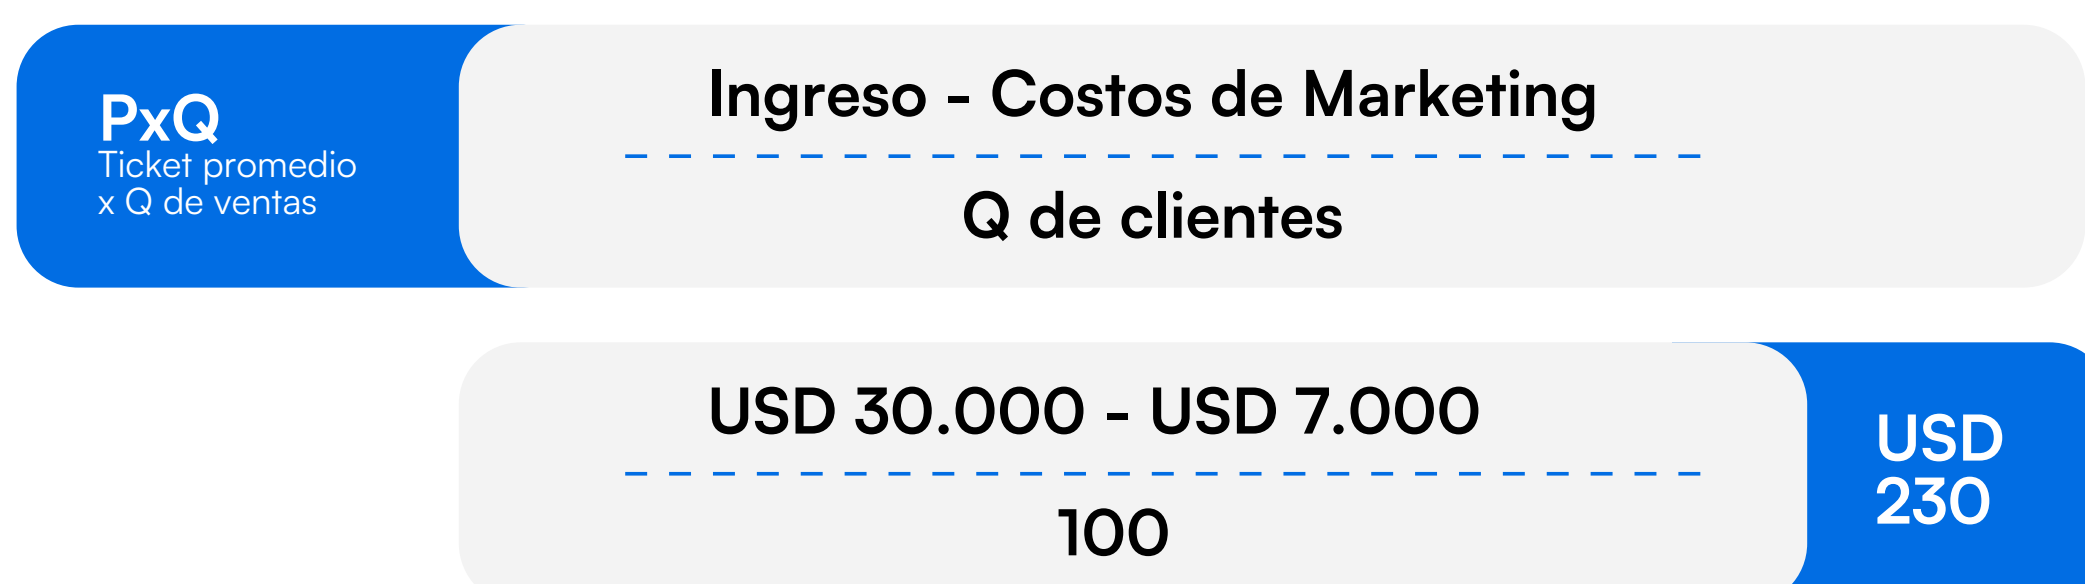 PxQ
Ticket promedio
x Q de ventas
Ingreso - Costos de Marketing
Q de clientes
USD 30.000 - USD 7.000
100
USD
230